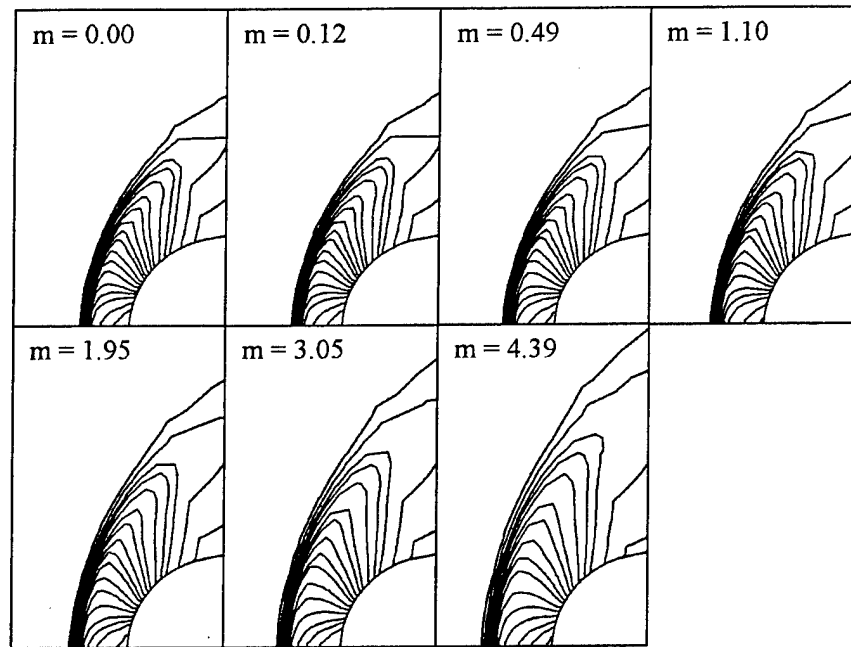 m = 0.00
m = 0.12
m = 0.49
m = 1.10
m = 1.95
m = 3.05
m = 4.39